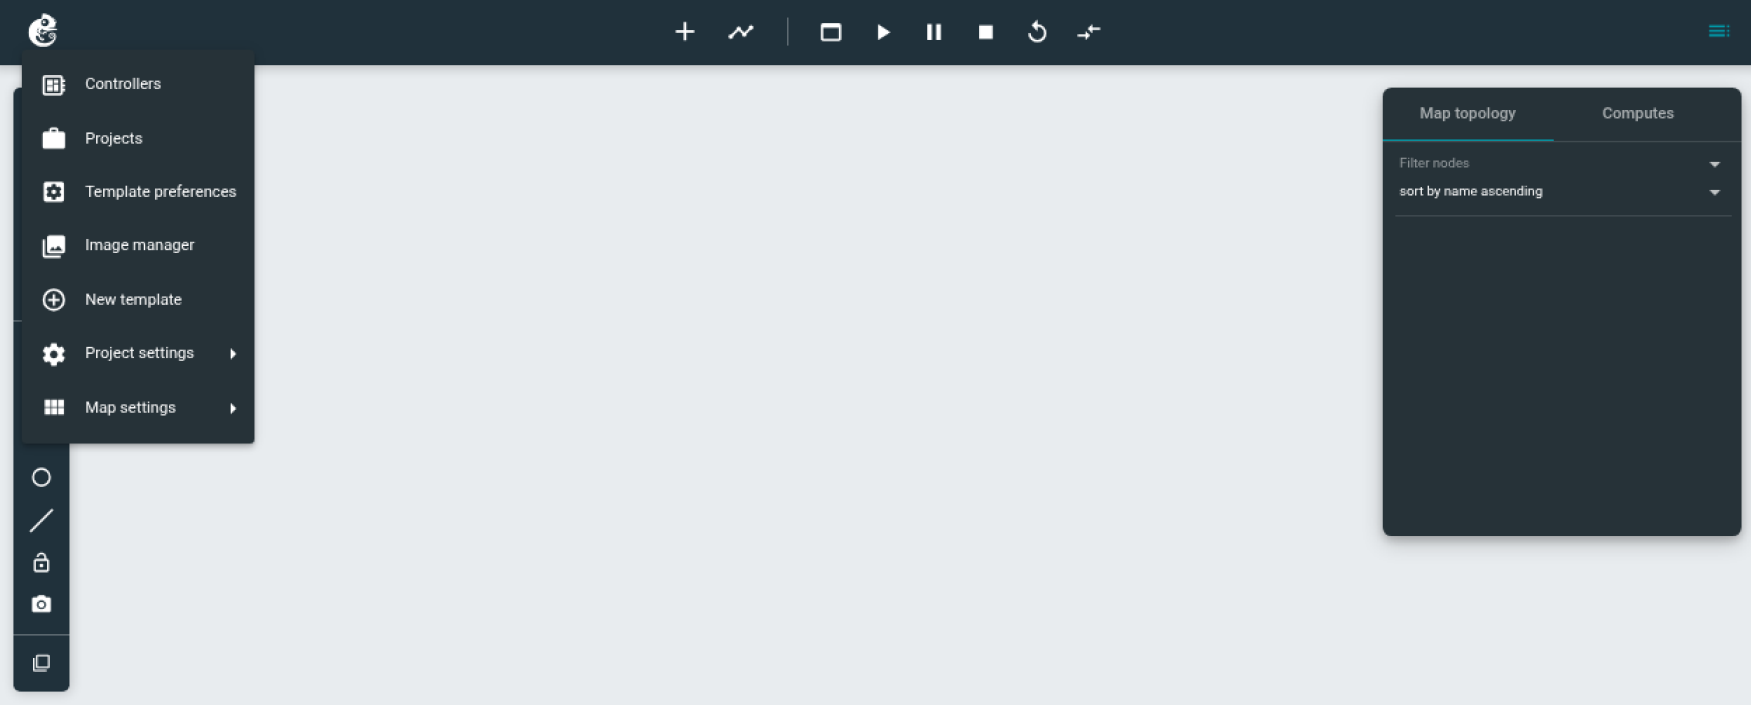 Controllers
Projects
Template preferences
Image manager
New template
Project settings
Map settings
Map topology
Computes
Filter nodes
sort by name ascending